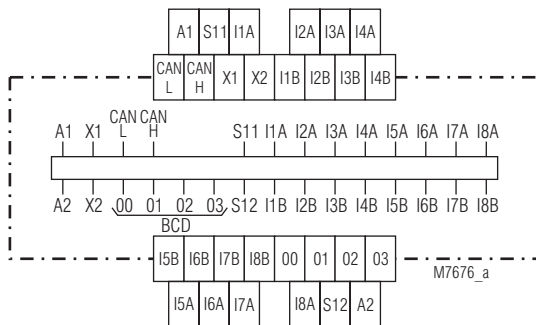 A1 S11 I1A I2A I3A I4A
CAN L CAN H X1 X2 I1B I2B I3B I4B
A1 X1 CAN L CAN H S11 I1A I2A I3A I4A I5A I6A I7A I8A
A2 X2 00 01 02 03 S12 I1B I2B I3B I4B I5B I6B I7B I8B
BCD
I5B I6B I7B I8B 00 01 02 03
M7676_a
I5A I6A I7A I8A S12 A2